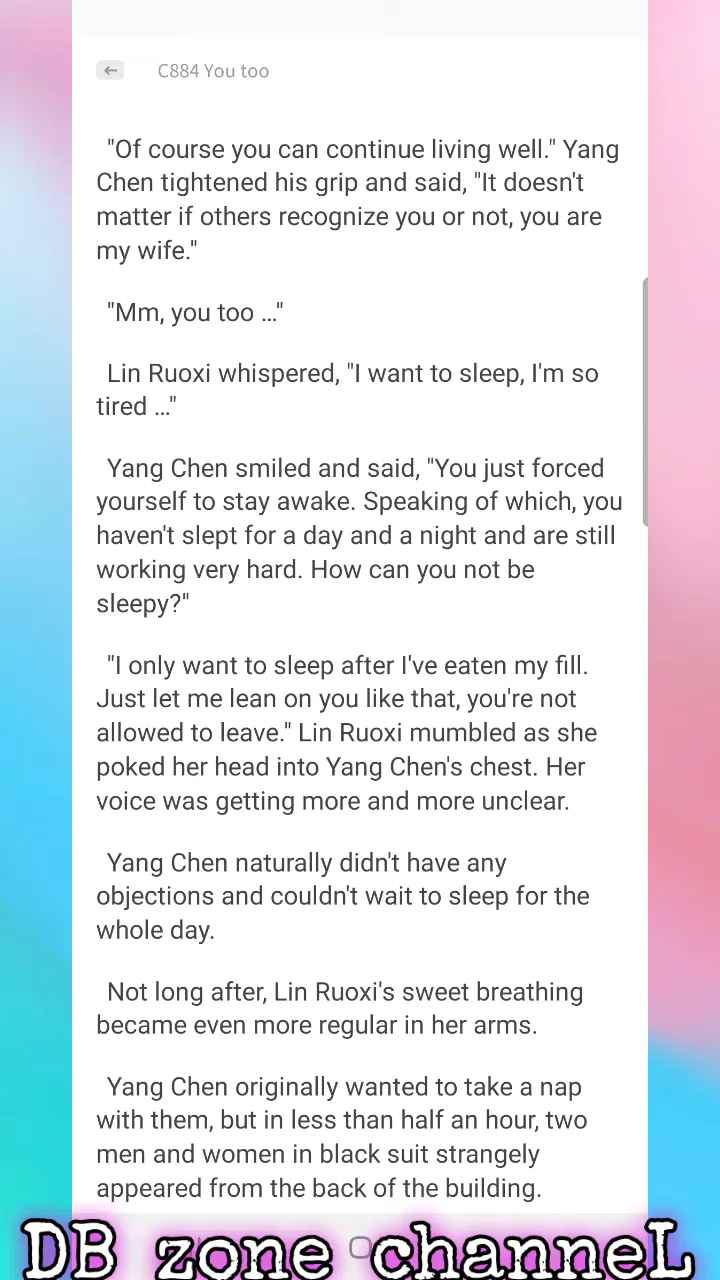 C884 You too
"Of course you can continue living well." Yang
Chen tightened his grip and said, "It doesn't
matter if others recognize you or not, you are
my wife."
"Mm, you too ..."
Lin Ruoxi whispered, "I want to sleep, I'm so
tired ..."
Yang Chen smiled and said, "You just forced
yourself to stay awake. Speaking of which, you
haven't slept for a day and a night and are still
working very hard. How can you not be
sleepy?"
"I only want to sleep after I've eaten my fill.
Just let me lean on you like that, you're not
allowed to leave." Lin Ruoxi mumbled as she
poked her head into Yang Chen's chest. Her
voice was getting more and more unclear.
Yang Chen naturally didn't have any
objections and couldn't wait to sleep for the
whole day.
Not long after, Lin Ruoxi's sweet breathing
became even more regular in her arms.
Yang Chen originally wanted to take a nap
with them, but in less than half an hour, two
men and women in black suit strangely
appeared from the back of the building.
DB zone channeL